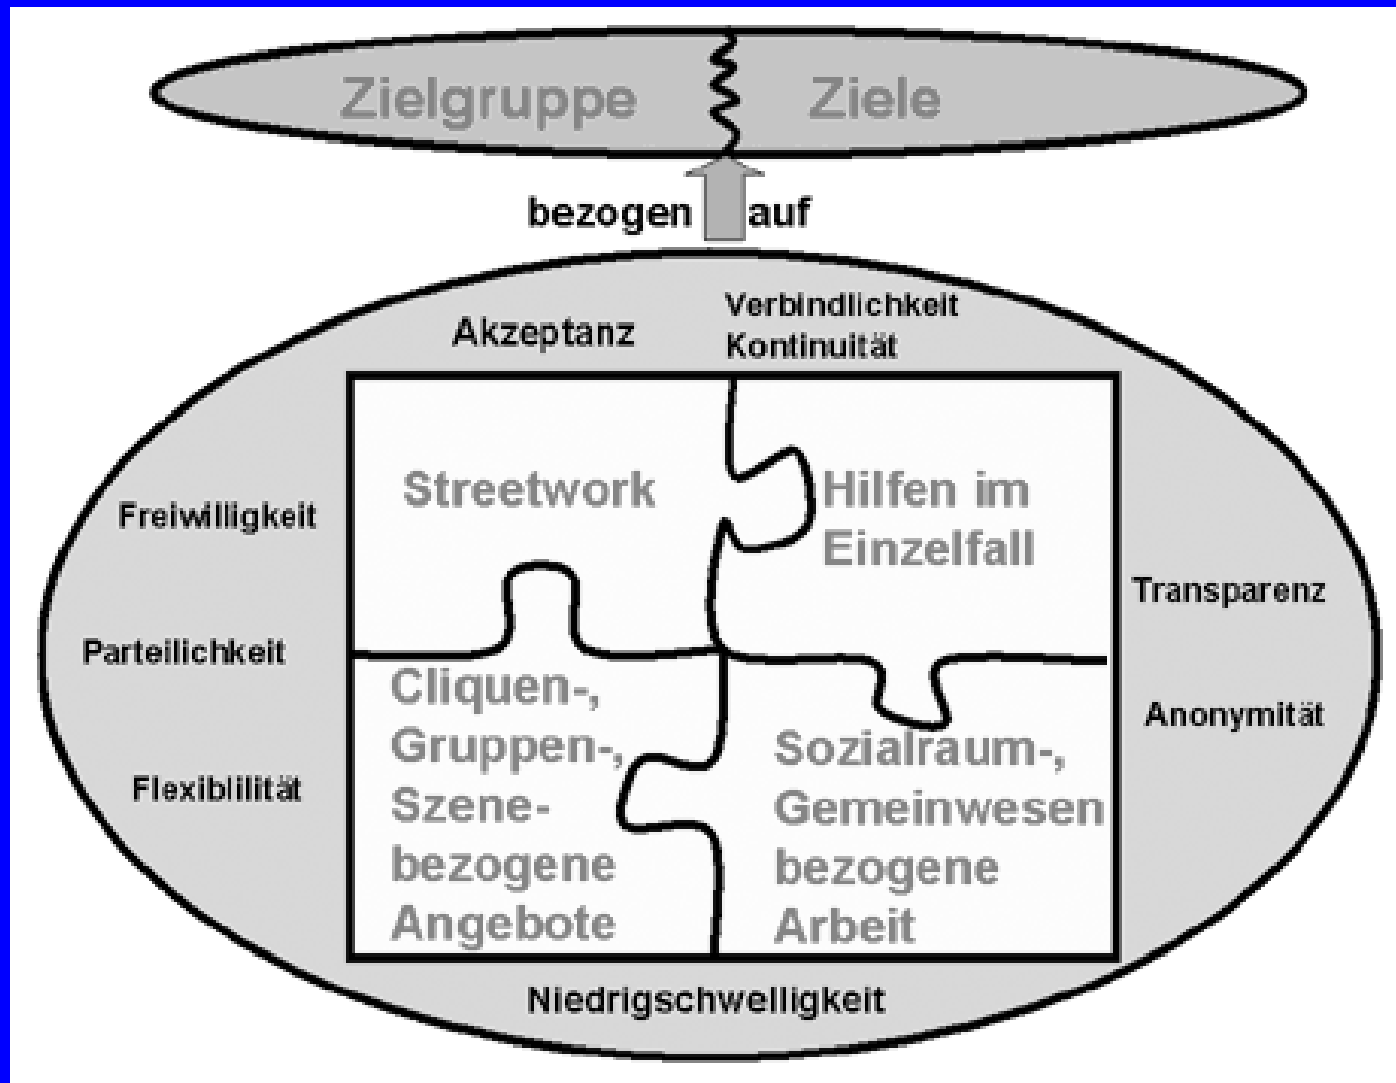 Zielgruppe Ziele
bezogen auf
Akzeptanz
Verbindlichkeit
Kontinuität
Freiwilligkeit
Parteilichkeit
Flexiblilität
Streetwork
Hilfen im
Einzelfall
Cliquen-,
Gruppen-,
Szene-
bezogene
Angebote
Sozialraum-,
Gemeinwesen
bezogene
Arbeit
Transparenz
Anonymität
Niedrigschwelligkeit